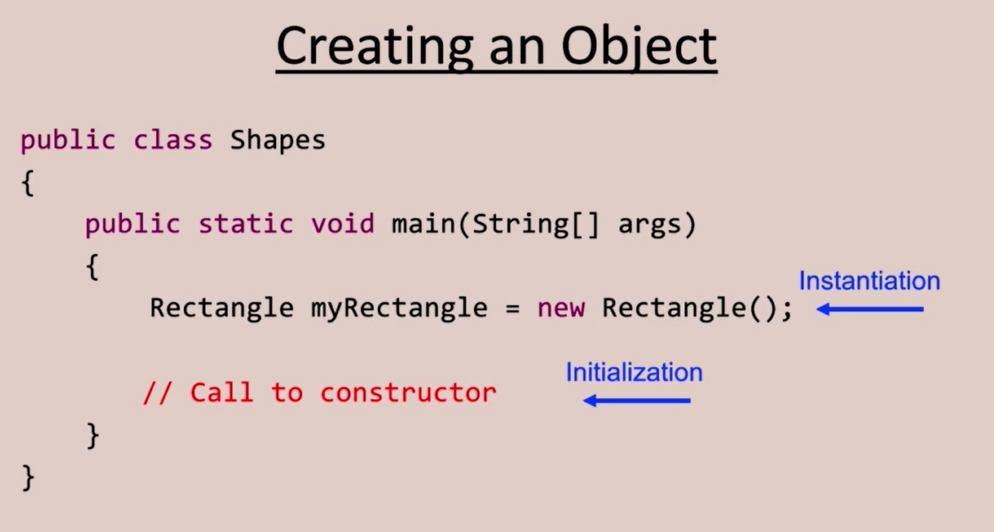 Creating an Object
public class Shapes
{
public static void main(String[] args)
{
Instantiation
Rectangle myRectangle = new Rectangle();
Initialization
// Call to constructor
}
}